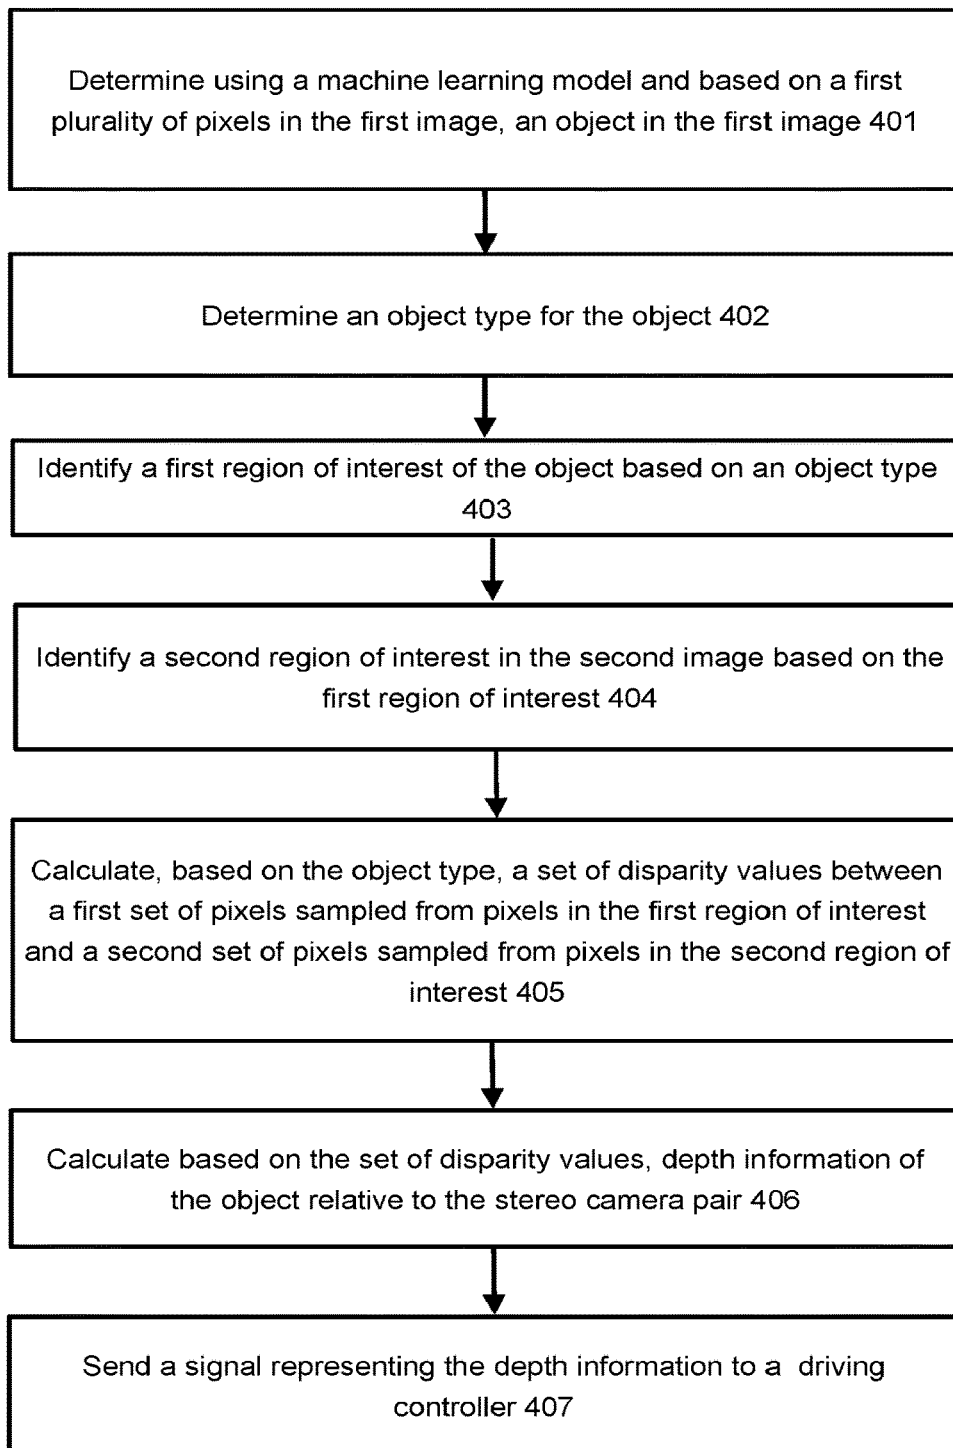 Determine using a machine learning model and based on a first
plurality of pixels in the first image, an object in the first image 401
Determine an object type for the object 402
Identify a first region of interest of the object based on an object type
403
Identify a second region of interest in the second image based on the
first region of interest 404
Calculate, based on the object type, a set of disparity values between
a first set of pixels sampled from pixels in the first region of interest
and a second set of pixels sampled from pixels in the second region of
interest 405
Calculate based on the set of disparity values, depth information of
the object relative to the stereo camera pair 406
Send a signal representing the depth information to a driving
controller 407